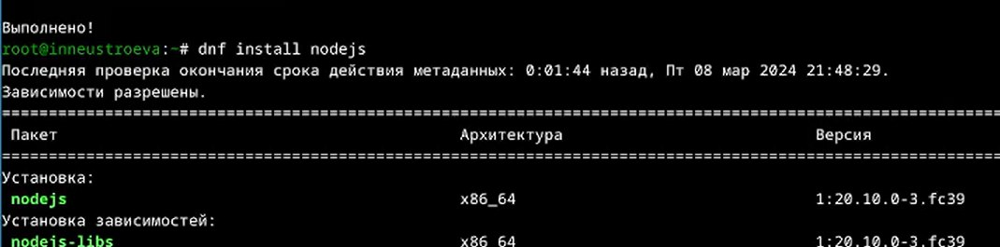 Выполнено!
root@inneustroeva:~# dnf install nodejs
Последняя проверка окончания срока действия метаданных: 0:01:44 назад, Пт 08 мар 2024 21:48:29.
Зависимости разрешены.
================================================================================
Пакет Архитектура Версия
================================================================================
Установка:
nodejs x86_64 1:20.10.0-3.fc39
Установка зависимостей:
nodejs-libs x86_64 1:20.10.0-3.fc39